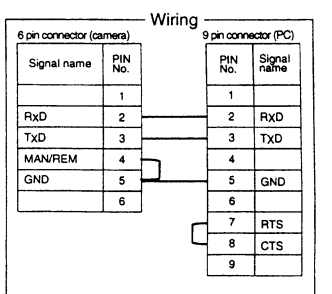 Wiring
6 pin connector (camera)
9 pin connector (PC)
Signal name PIN No.
1
RxD 2
TxD 3
MAN/REM 4
GND 5
6
PIN No. Signal name
1
2 RXD
3 TXD
4
5 GND
6
7 RTS
8 CTS
9